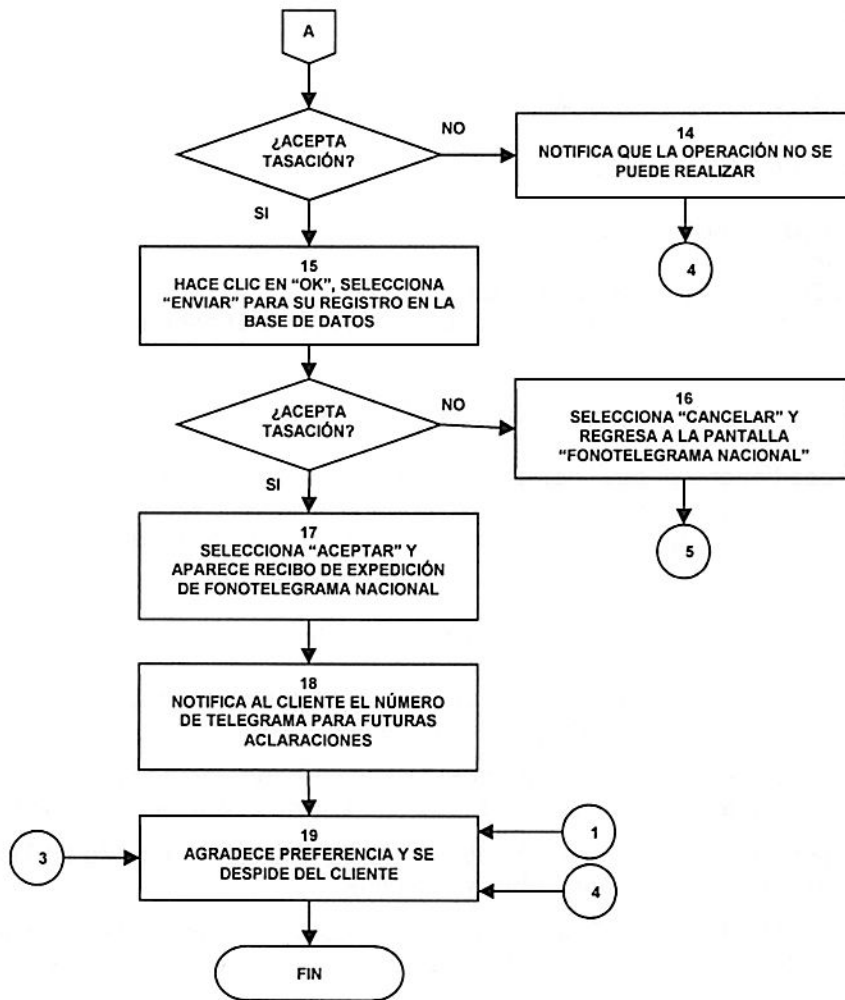 A
¿ACEPTA
TASACIÓN?
NO
14
NOTIFICA QUE LA OPERACIÓN NO SE
PUEDE REALIZAR
SI
4
15
HACE CLIC EN “OK”, SELECCIONA
“ENVIAR” PARA SU REGISTRO EN LA
BASE DE DATOS
¿ACEPTA
TASACIÓN?
NO
16
SELECCIONA “CANCELAR” Y
REGRESA A LA PANTALLA
“FONOTELEGRAMA NACIONAL”
SI
5
17
SELECCIONA “ACEPTAR” Y
APARECE RECIBO DE EXPEDICIÓN
DE FONOTELEGRAMA NACIONAL
18
NOTIFICA AL CLIENTE EL NÚMERO
DE TELEGRAMA PARA FUTURAS
ACLARACIONES
3
19
AGRADECE PREFERENCIA Y SE
DESPIDE DEL CLIENTE
1
4
FIN